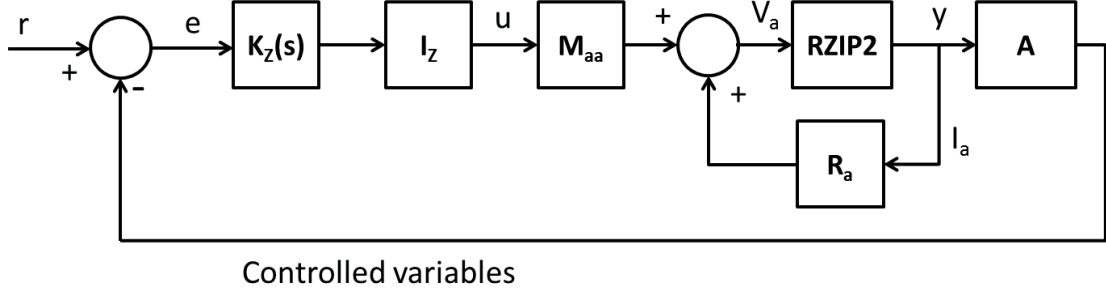 r
+
-
e
K_Z(s)
I_Z
u
M_aa
+
+
V_a
RZIP2
y
A
I_a
R_a
Controlled variables